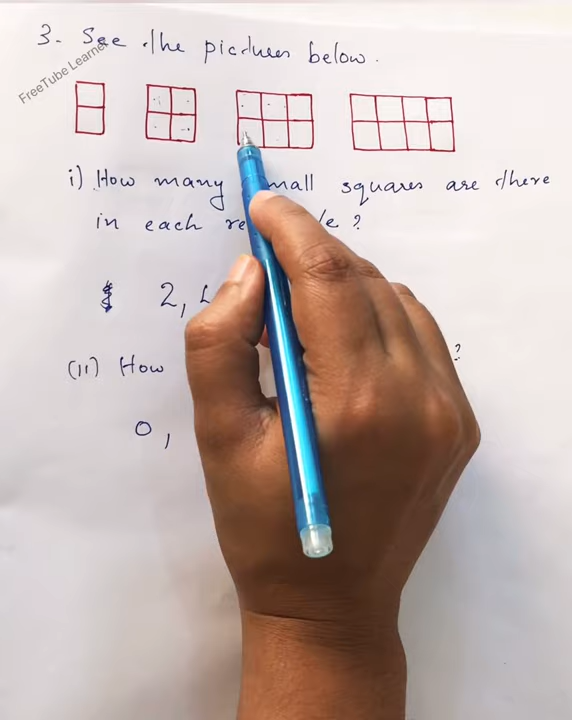 3. See the pictures below.
FreeTube Learner
i) How many small squares are there
in each ?
2,
(ii) How ?
0,